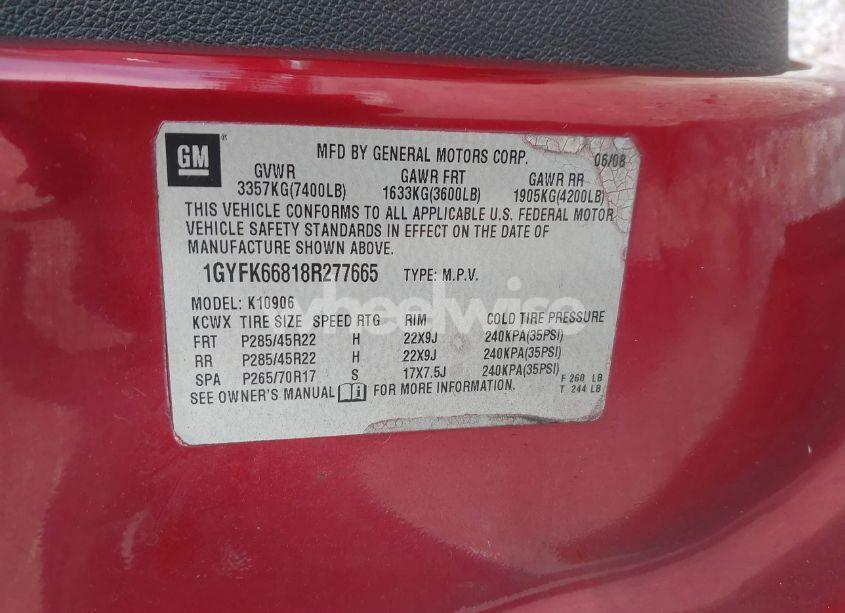 GM
MFD BY GENERAL MOTORS CORP. 06/08
GVWR GAWR FRT GAWR RR
3357KG(7400LB) 1633KG(3600LB) 1905KG(4200LB)
THIS VEHICLE CONFORMS TO ALL APPLICABLE U.S. FEDERAL MOTOR
VEHICLE SAFETY STANDARDS IN EFFECT ON THE DATE OF
MANUFACTURE SHOWN ABOVE.
1GYFK66818R277665 TYPE: M.P.V.
MODEL: K10906
KCWX TIRE SIZE SPEED RTG RIM COLD TIRE PRESSURE
FRT P285/45R22 H 22X9J 240KPA(35PSI)
RR P285/45R22 H 22X9J 240KPA(35PSI)
SPA P265/70R17 S 17X7.5J 240KPA(35PSI)
F 260 LB
T 244 LB
SEE OWNER'S MANUAL FOR MORE INFORMATION.
wheelwise